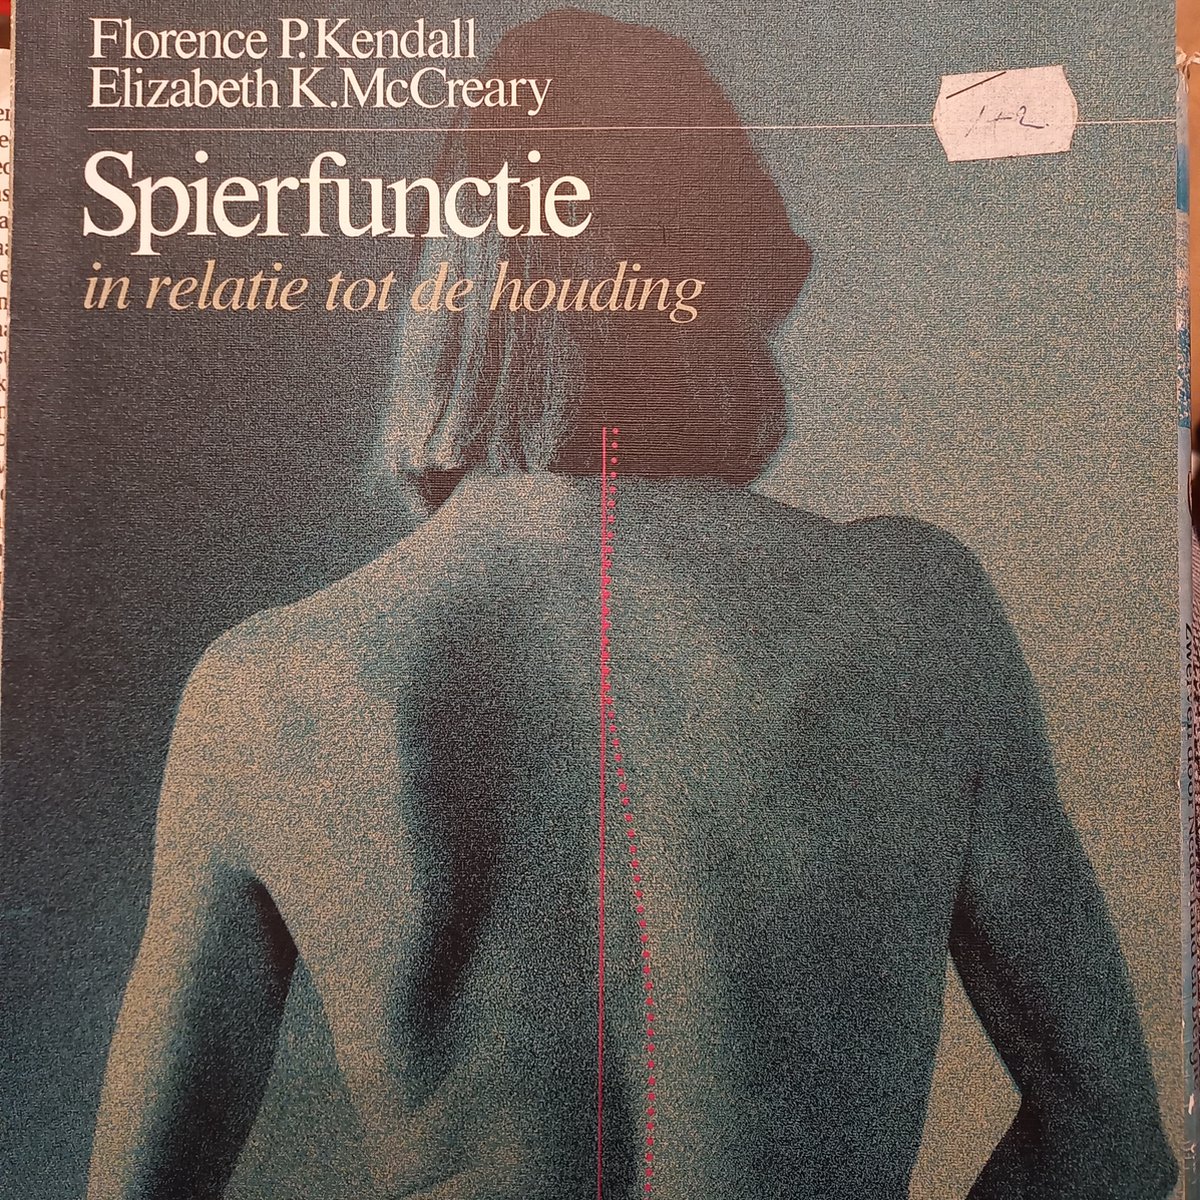 Florence P. Kendall
Elizabeth K. McCreary
Spierfunctie
in relatie tot de houding
1+2